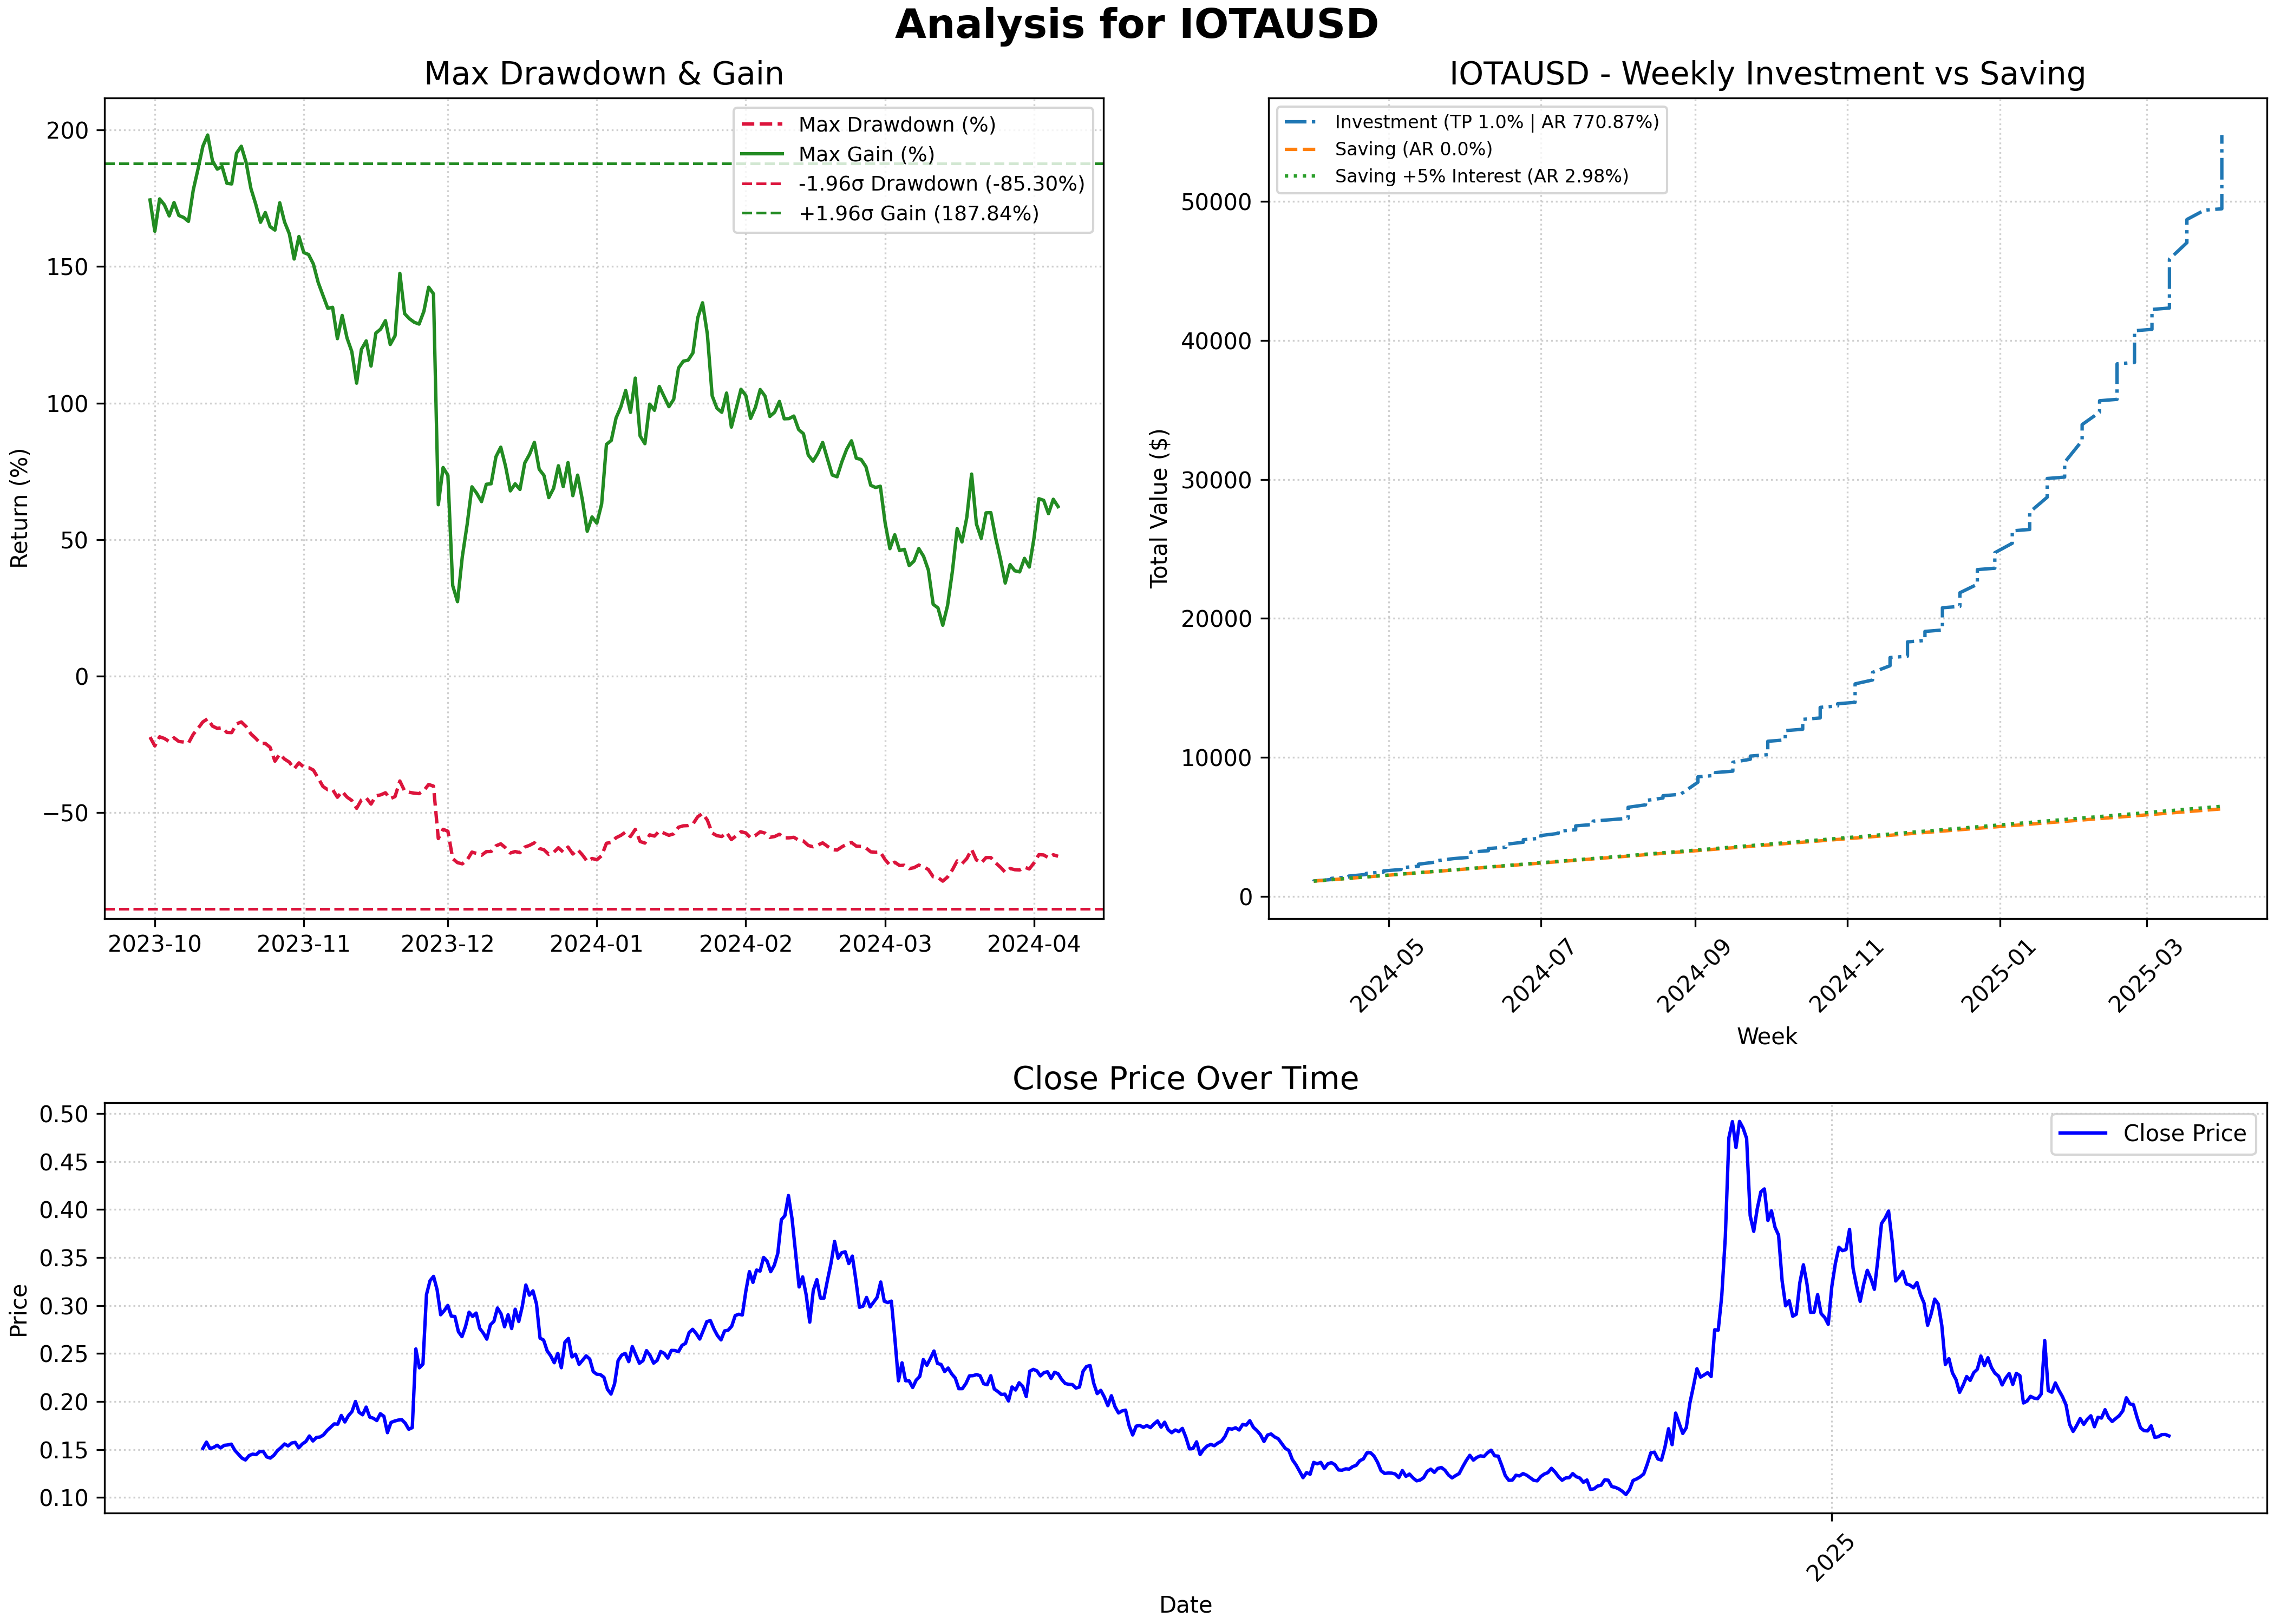 Analysis for IOTAUSD
Max Drawdown & Gain
Return (%)
200
150
100
50
0
−50
Max Drawdown (%)
Max Gain (%)
-1.96σ Drawdown (-85.30%)
+1.96σ Gain (187.84%)
2023-10
2023-11
2023-12
2024-01
2024-02
2024-03
2024-04
IOTAUSD - Weekly Investment vs Saving
Total Value ($)
50000
40000
30000
20000
10000
0
Investment (TP 1.0% | AR 770.87%)
Saving (AR 0.0%)
Saving +5% Interest (AR 2.98%)
2024-05
2024-07
2024-09
2024-11
2025-01
2025-03
Week
Close Price Over Time
Price
0.50
0.45
0.40
0.35
0.30
0.25
0.20
0.15
0.10
Close Price
2025
Date